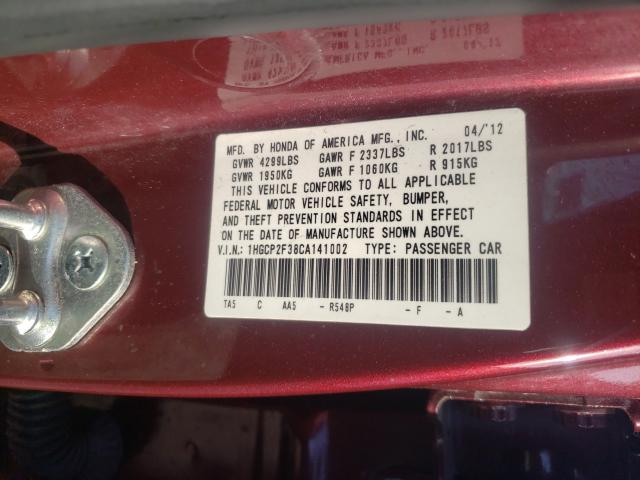 MFD. BY HONDA OF AMERICA MFG., INC. 04/'12
GVWR 4299LBS GAWR F 2337LBS R 2017LBS
GVWR 1950KG GAWR F 1060KG R 915KG
THIS VEHICLE CONFORMS TO ALL APPLICABLE
FEDERAL MOTOR VEHICLE SAFETY, BUMPER,
AND THEFT PREVENTION STANDARDS IN EFFECT
ON THE DATE OF MANUFACTURE SHOWN ABOVE.
V.I.N.: 1HGCP2F38CA141002 TYPE: PASSENGER CAR
TA5 C AA5 - R548P - F - A